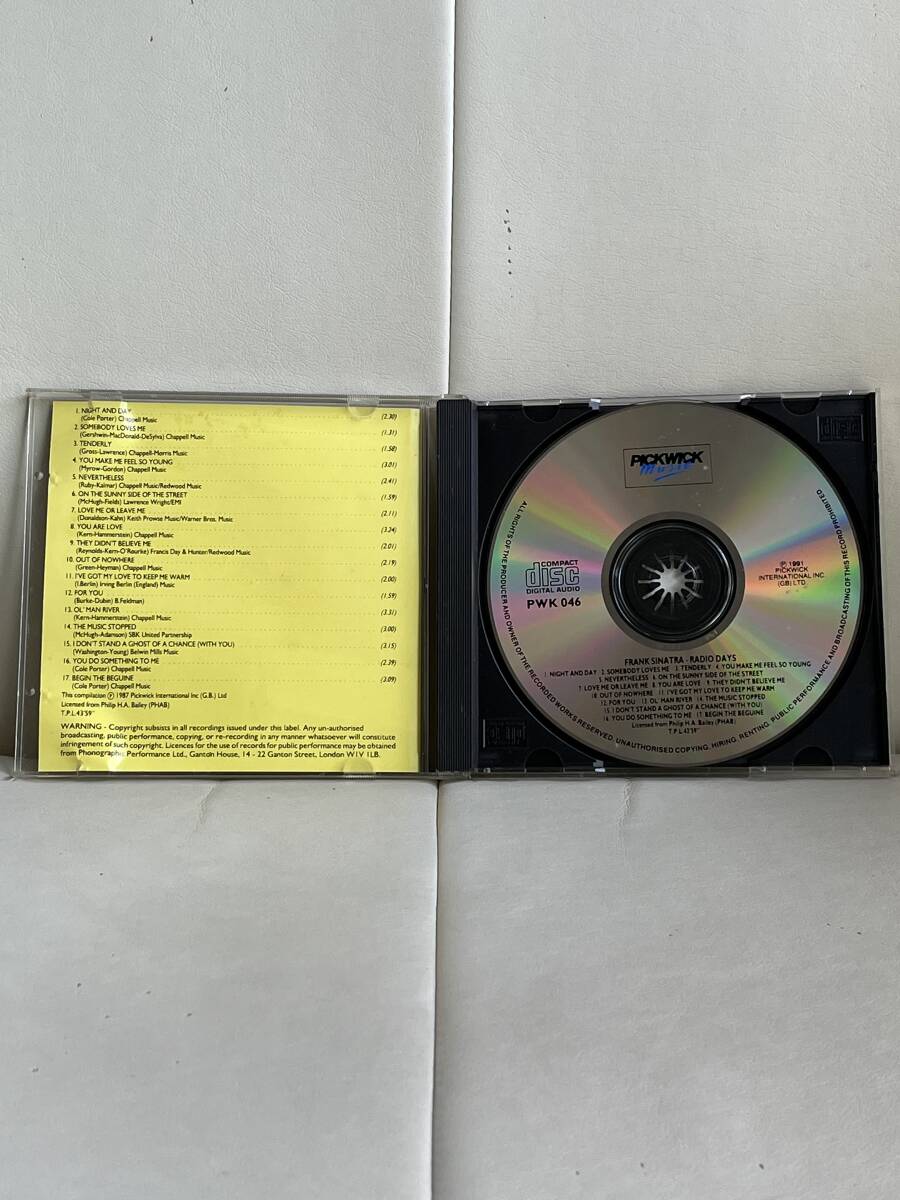 1. NIGHT AND DAY
(Cole Porter) Chappell Music (2.30)
2. SOMEBODY LOVES ME
(Gershwin-MacDonald-DeSylva) Chappell Music (1.31)
3. TENDERLY
(Gross-Lawrence) Chappell-Morris Music (1.58)
4. YOU MAKE ME FEEL SO YOUNG
(Myrow-Gordon) Chappell Music (3.01)
5. NEVERTHELESS
(Ruby-Kalmar) Chappell Music/Redwood Music (2.41)
6. ON THE SUNNY SIDE OF THE STREET
(McHugh-Fields) Lawrence Wright/EMI (1.59)
7. LOVE ME OR LEAVE ME
(Donaldson-Kahn) Keith Prowse Music/Warner Bros. Music (2.11)
8. YOU ARE LOVE
(Kern-Hammerstein) Chappell Music (3.24)
9. THEY DIDN'T BELIEVE ME
(Reynolds-Kern-O'Rourke) Francis Day & Hunter/Redwood Music (2.01)
10. OUT OF NOWHERE
(Green-Heyman) Chappell Music (2.19)
11. I'VE GOT MY LOVE TO KEEP ME WARM
(I.Berlin) Irving Berlin (England) Music (2.00)
12. FOR YOU
(Burke-Dubin) B.Feldman (1.59)
13. OL' MAN RIVER
(Kern-Hammerstein) Chappell Music (3.31)
14. THE MUSIC STOPPED
(McHugh-Adamson) SBK United Partnership (3.00)
15. I DON'T STAND A GHOST OF A CHANCE (WITH YOU)
(Washington-Young) Belwin Mills Music (3.15)
16. YOU DO SOMETHING TO ME
(Cole Porter) Chappell Music (2.39)
17. BEGIN THE BEGUINE
(Cole Porter) Chappell Music (3.09)
This compilation ℗ 1987 Pickwick International Inc (G.B.) Ltd
Licensed from Philip H.A. Bailey (PHAB)
T.P.L.43'59"
WARNING - Copyright subsists in all recordings issued under this label. Any un-authorised
broadcasting, public performance, copying, or re-recording in any manner whatsoever will constitute
infringement of such copyright. Licences for the use of records for public performance may be obtained
from Phonographic Performance Ltd., Ganton House, 14 - 22 Ganton Street, London W1V 1LB.
PICKWICK
Music
ALL RIGHTS OF THE PRODUCER AND OWNER OF THE RECORDED WORKS RESERVED. UNAUTHORISED COPYING, HIRING, RENTING, PUBLIC PERFORMANCE AND BROADCASTING OF THIS RECORD PROHIBITED
COMPACT
disc
DIGITAL AUDIO
PWK 046
℗ 1991
PICKWICK
INTERNATIONAL INC.
(GB) LTD
FRANK SINATRA - RADIO DAYS
1. NIGHT AND DAY 2. SOMEBODY LOVES ME 3. TENDERLY 4. YOU MAKE ME FEEL SO YOUNG
5. NEVERTHELESS 6. ON THE SUNNY SIDE OF THE STREET
7. LOVE ME OR LEAVE ME 8. YOU ARE LOVE 9. THEY DIDN'T BELIEVE ME
10. OUT OF NOWHERE 11. I'VE GOT MY LOVE TO KEEP ME WARM
12. FOR YOU 13. OL' MAN RIVER 14. THE MUSIC STOPPED
15. I DON'T STAND A GHOST OF A CHANCE (WITH YOU)
16. YOU DO SOMETHING TO ME 17. BEGIN THE BEGUINE
Licensed from Philip H.A. Bailey (PHAB)
T.P.L.43'59"
disc